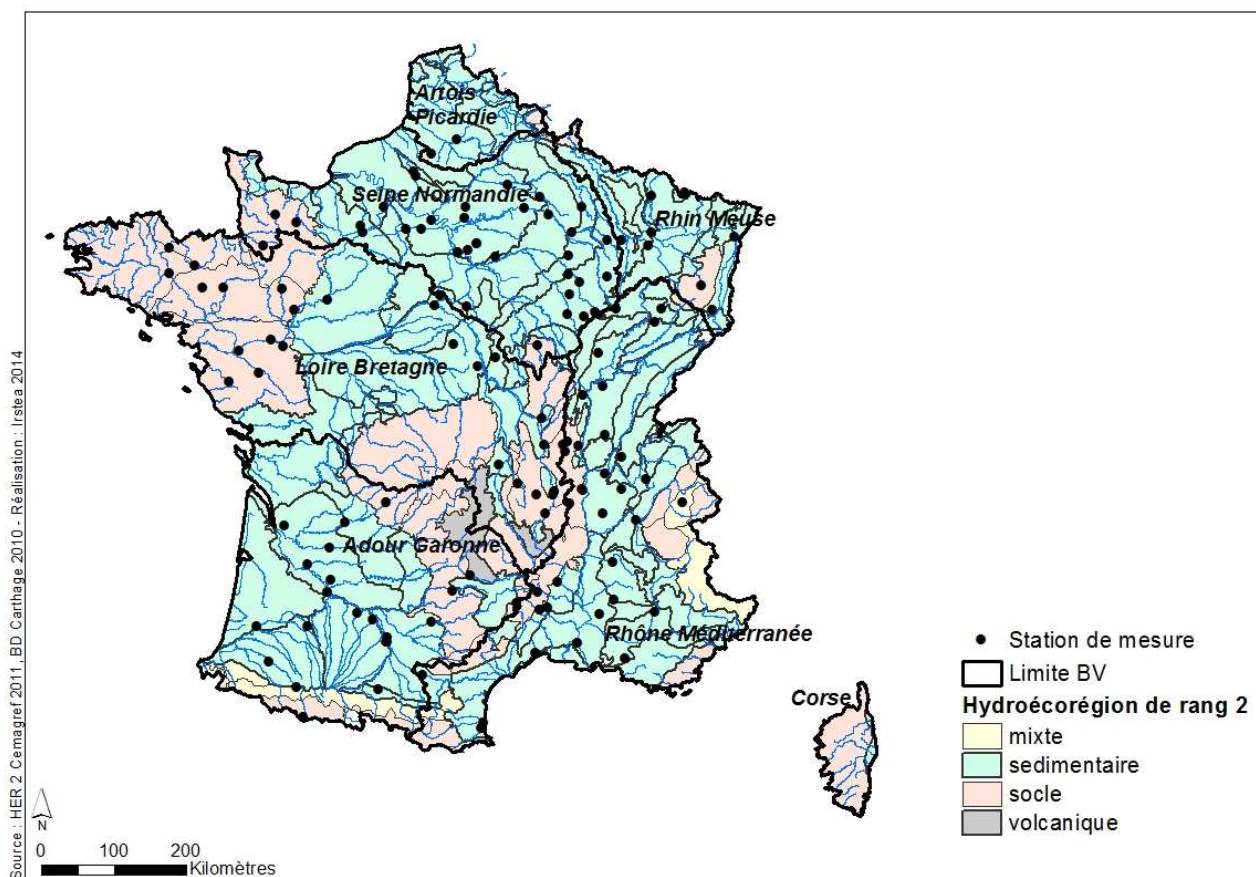 Artois
Picardie
Seine Normandie
Rhin Meuse
Loire Bretagne
Adour Garonne
Rhône Méditerranée
Corse
Station de mesure
Limite BV
Hydroécorégion de rang 2
mixte
sedimentaire
socle
volcanique
N
0 100 200
Kilomètres
Source : HER 2 Cemagref 2011, BD Carthage 2010 - Réalisation : Irstea 2014